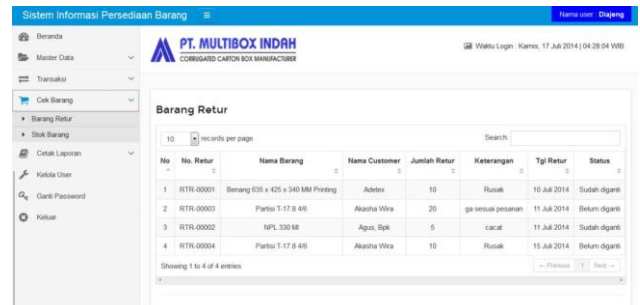 Sistem Informasi Persediaan Barang
Nama user : Diajeng
Beranda
Master Data
Transaksi
Cek Barang
Barang Retur
Stok Barang
Cetak Laporan
Kelola User
Ganti Password
Keluar
PT. MULTIBOX INDAH
CORRUGATED CARTON BOX MANUFACTURER
Waktu Login : Kamis, 17 Juli 2014 | 04:28:04 WIB
Barang Retur
10 records per page
Search:
No No. Retur Nama Barang Nama Customer Jumlah Retur Keterangan Tgl Retur Status
1 RTR-00001 Benang 635 x 425 x 340 MM Printing Adetex 10 Rusak 10 Juli 2014 Sudah diganti
2 RTR-00003 Partisi T-17.8 4/6 Akasha Wira 20 ga sesuai pesanan 11 Juli 2014 Belum diganti
3 RTR-00002 NPL 330 Ml Agus, Bpk 5 cacat 11 Juli 2014 Sudah diganti
4 RTR-00004 Partisi T-17.8 4/6 Akasha Wira 10 Rusak 15 Juli 2014 Belum diganti
Showing 1 to 4 of 4 entries
← Previous 1 Next →